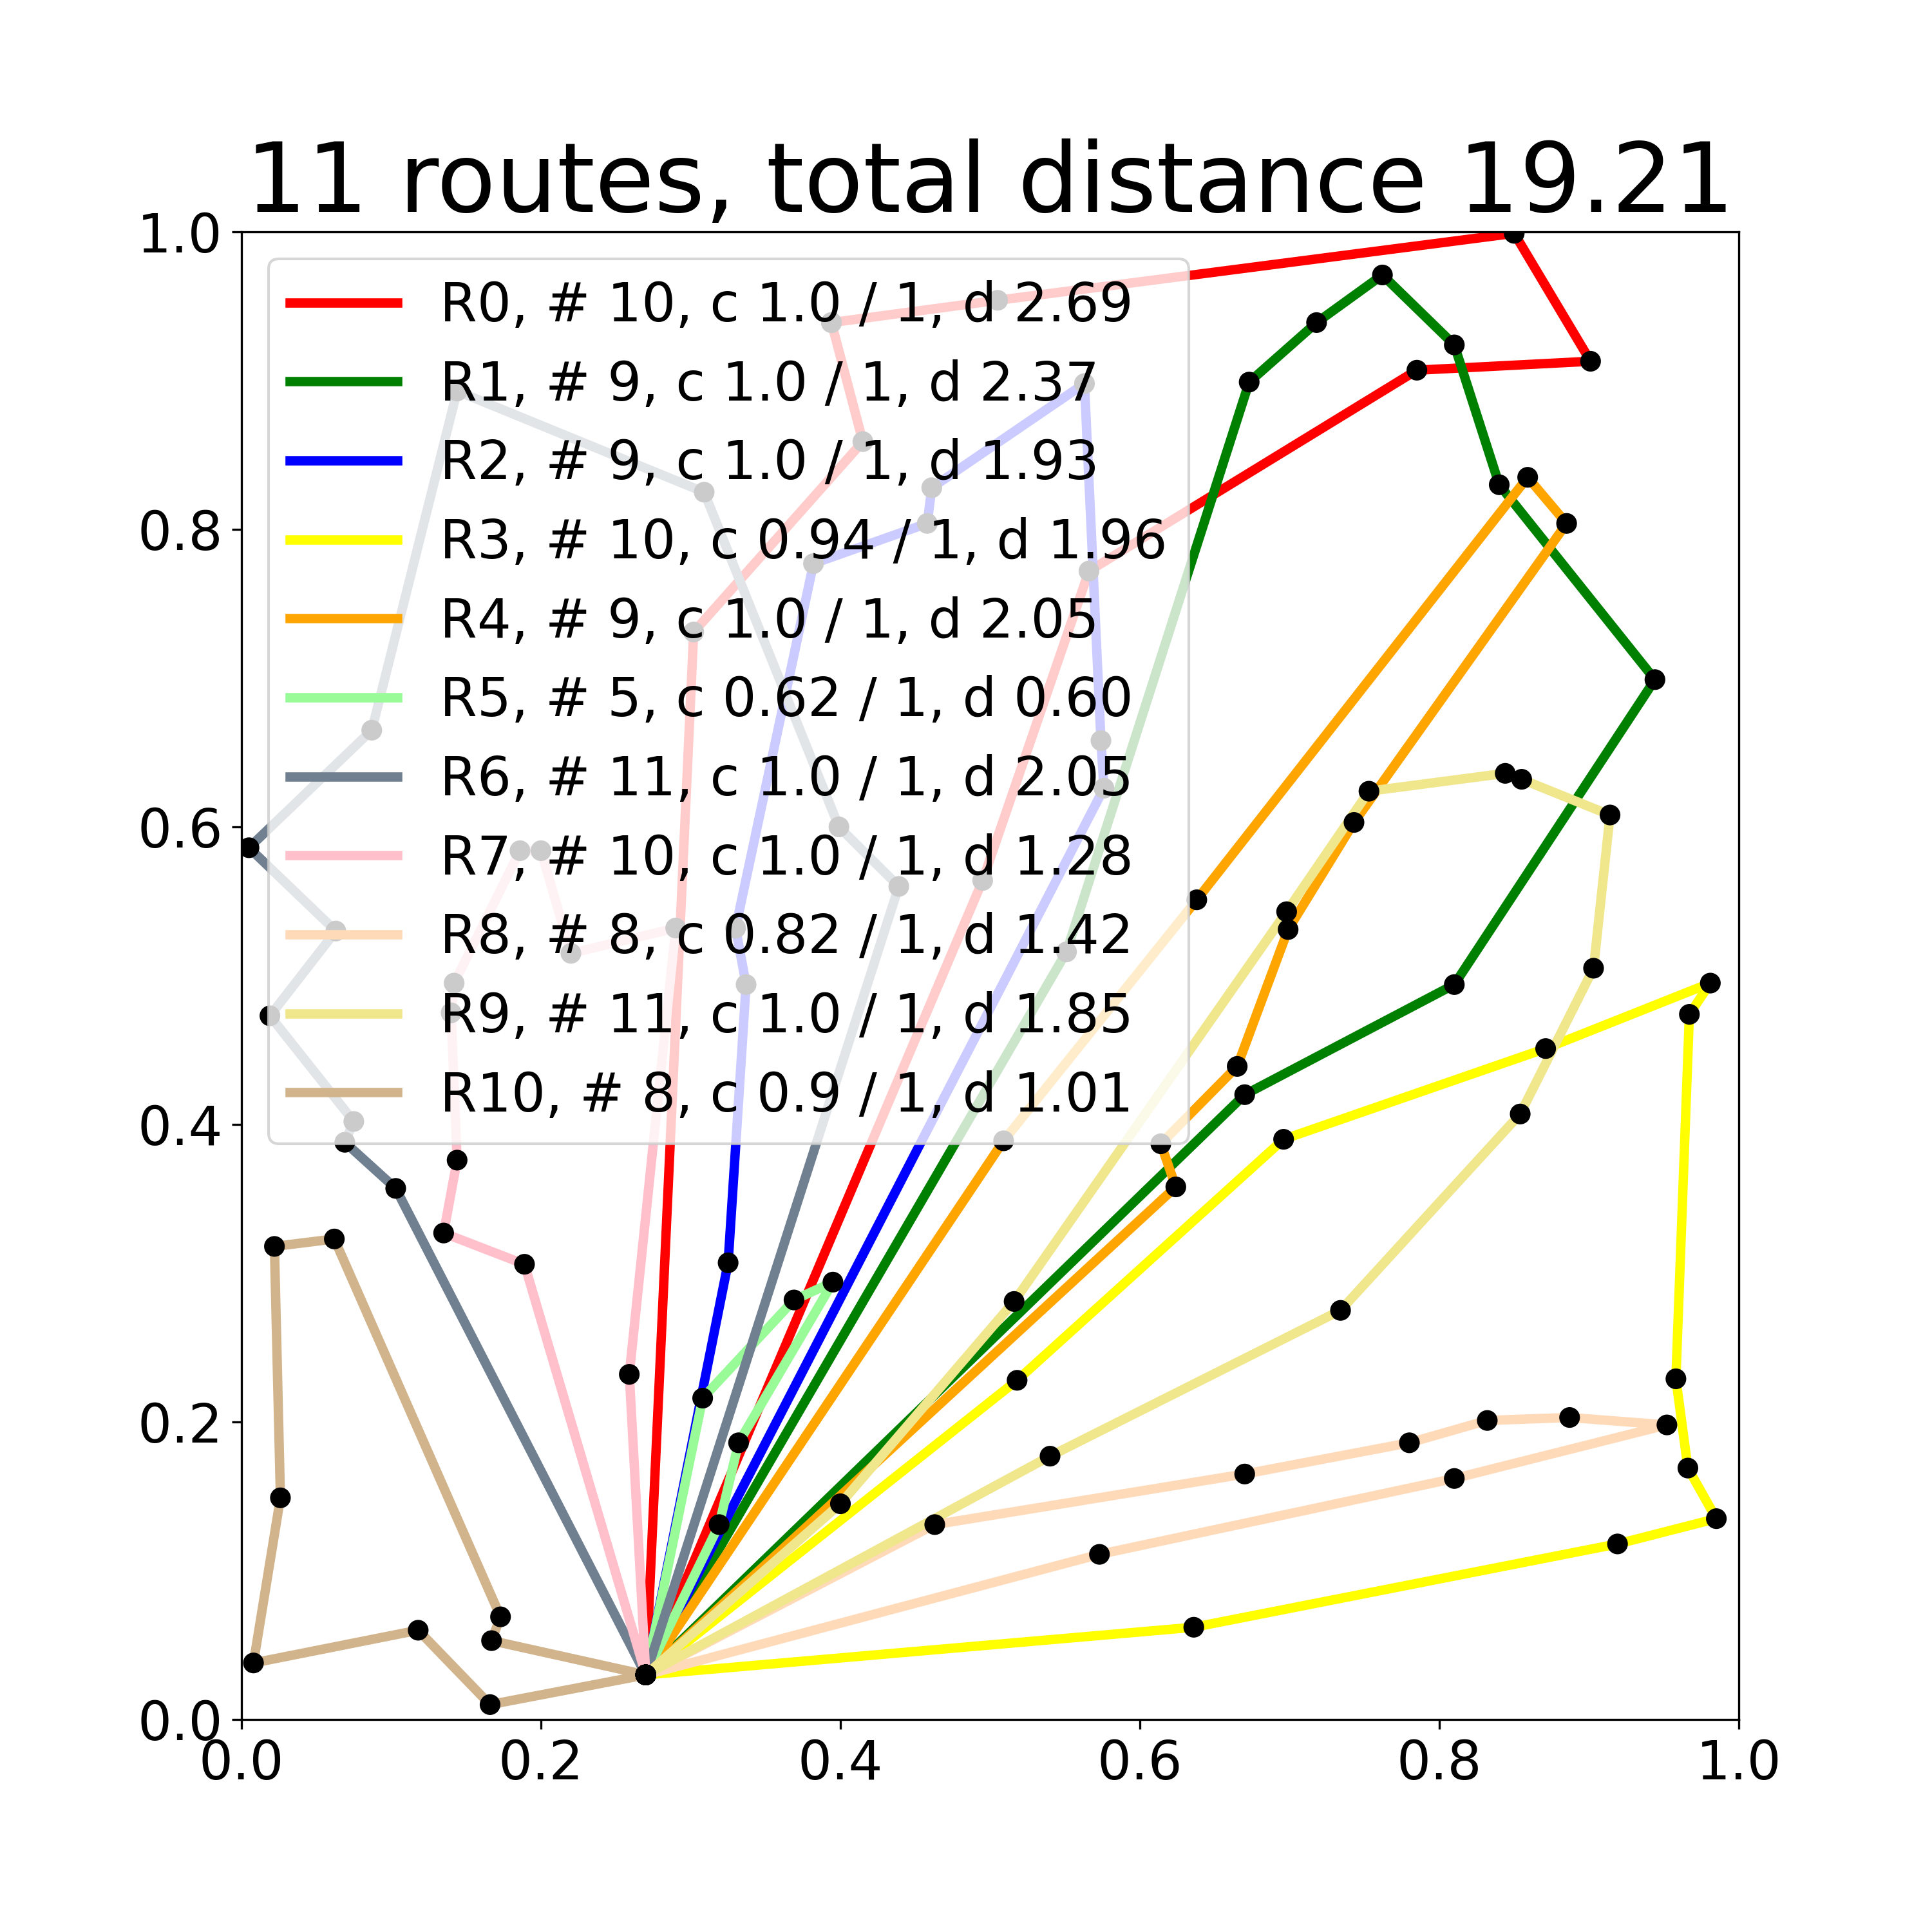 11 routes, total distance 19.21
1.0
0.8
0.6
0.4
0.2
0.0
R0, # 10, c 1.0 / 1, d 2.69
R1, # 9, c 1.0 / 1, d 2.37
R2, # 9, c 1.0 / 1, d 1.93
R3, # 10, c 0.94 / 1, d 1.96
R4, # 9, c 1.0 / 1, d 2.05
R5, # 5, c 0.62 / 1, d 0.60
R6, # 11, c 1.0 / 1, d 2.05
R7, # 10, c 1.0 / 1, d 1.28
R8, # 8, c 0.82 / 1, d 1.42
R9, # 11, c 1.0 / 1, d 1.85
R10, # 8, c 0.9 / 1, d 1.01
0.0 0.2 0.4 0.6 0.8 1.0